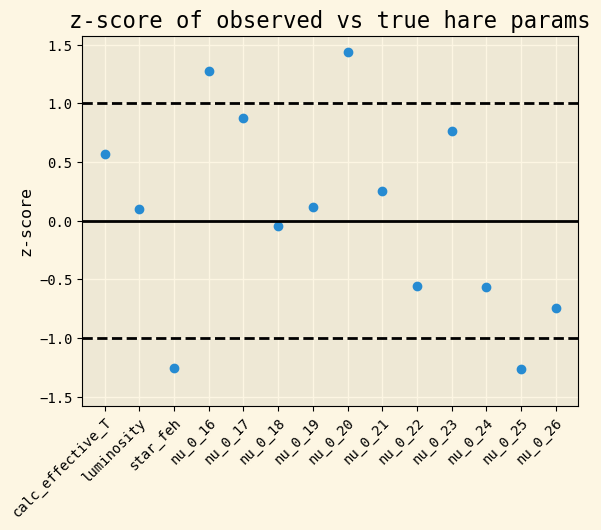 z-score of observed vs true hare params
z-score
1.5
1.0
0.5
0.0
−0.5
−1.0
−1.5
calc_effective_T
luminosity
star_feh
nu_0_16
nu_0_17
nu_0_18
nu_0_19
nu_0_20
nu_0_21
nu_0_22
nu_0_23
nu_0_24
nu_0_25
nu_0_26